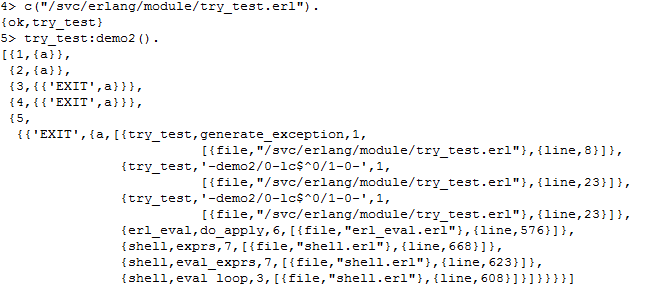 4> c("/svc/erlang/module/try_test.erl").
{ok,try_test}
5> try_test:demo2().
[{1,{a}},
 {2,{a}},
 {3,{{'EXIT',a}}},
 {4,{{'EXIT',a}}},
 {5,
  {{'EXIT',{a,[{try_test,generate_exception,1,
                         [{file,"/svc/erlang/module/try_test.erl"},{line,8}]},
               {try_test,'-demo2/0-lc$^0/1-0-',1,
                         [{file,"/svc/erlang/module/try_test.erl"},{line,23}]},
               {try_test,'-demo2/0-lc$^0/1-0-',1,
                         [{file,"/svc/erlang/module/try_test.erl"},{line,23}]},
               {erl_eval,do_apply,6,[{file,"erl_eval.erl"},{line,576}]},
               {shell,exprs,7,[{file,"shell.erl"},{line,668}]},
               {shell,eval_exprs,7,[{file,"shell.erl"},{line,623}]},
               {shell,eval_loop,3,[{file,"shell.erl"},{line,608}]}]}}}}]